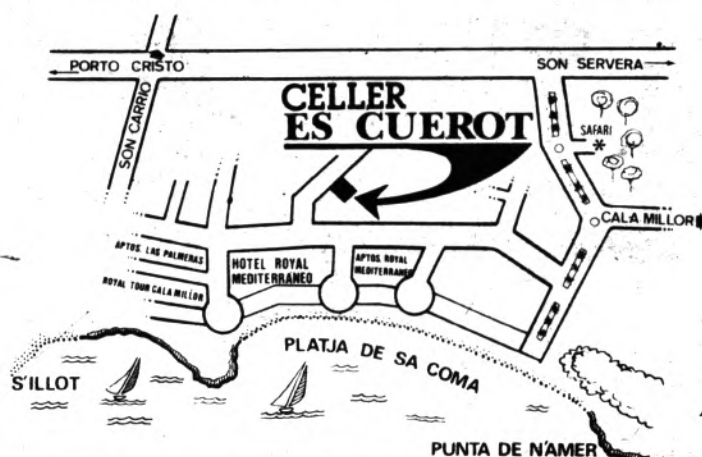 PORTO CRISTO
SON SERVERA
SON CARRIO
CELLER
ES CUEROT
SAFARI
CALA MILLOR
APTOS. LAS PALMERAS
HOTEL ROYAL
MEDITERRANEO
APTOS. ROYAL
MEDITERRANEO
ROYAL TOUR CALA MILLOR
PLATJA DE SA COMA
S'ILLOT
PUNTA DE N'AMER